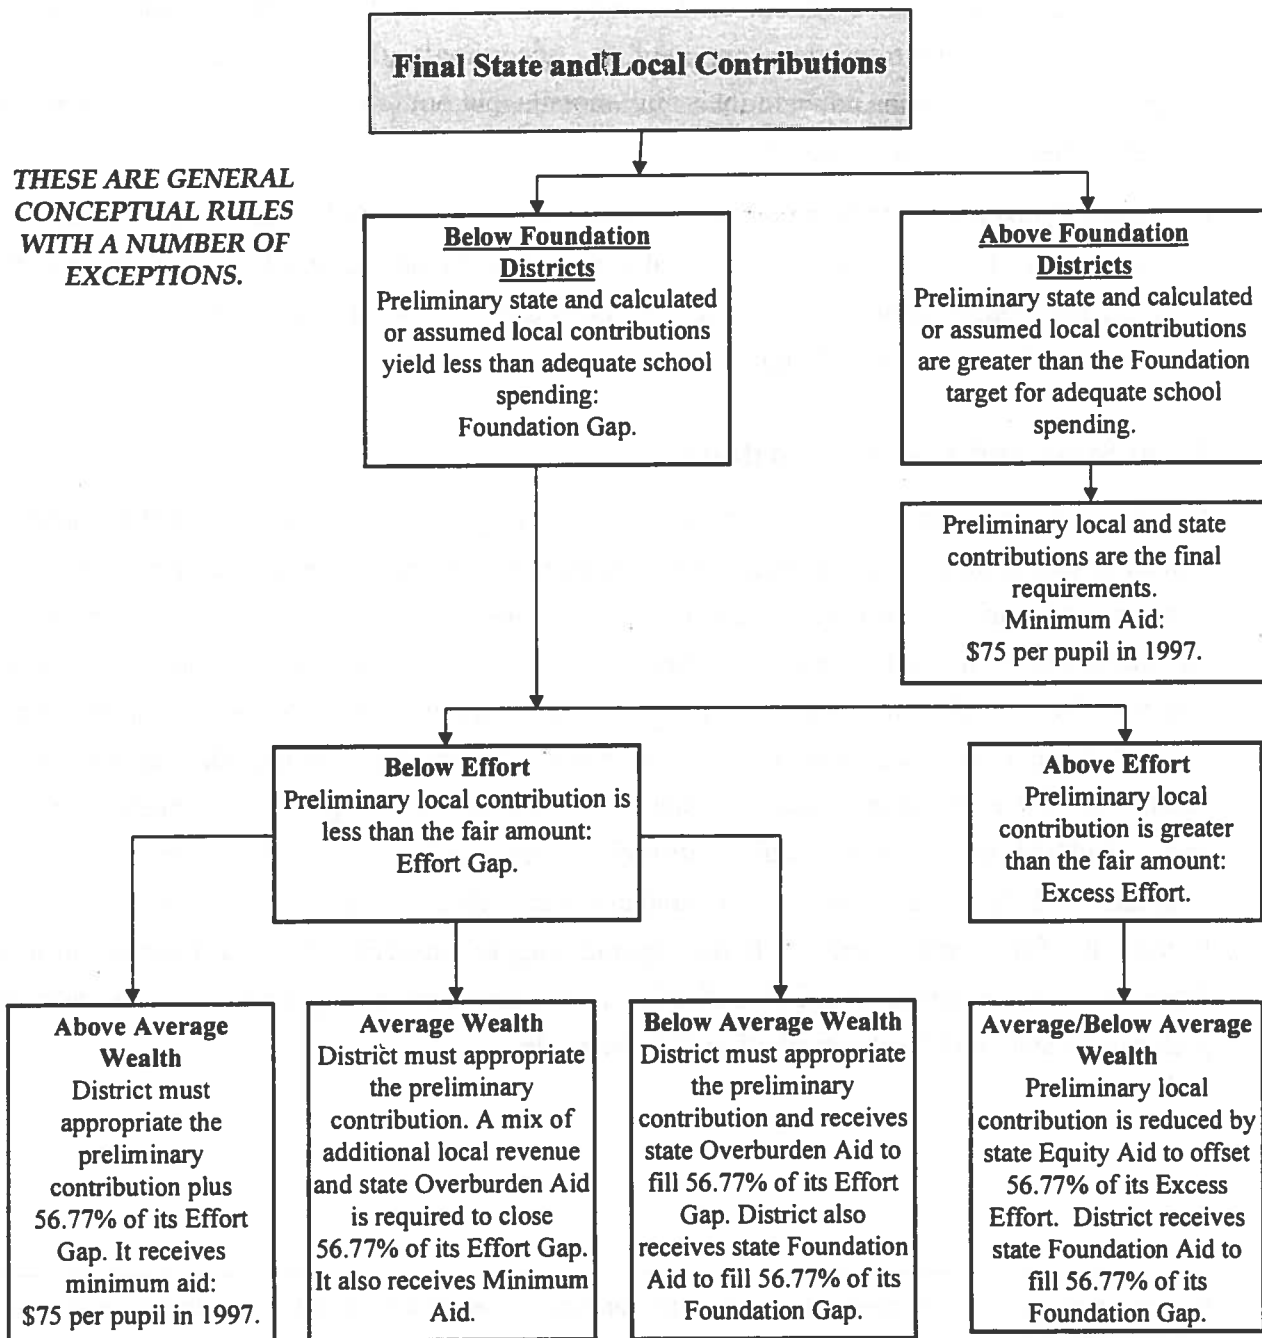 Final State and Local Contributions
THESE ARE GENERAL
CONCEPTUAL RULES
WITH A NUMBER OF
EXCEPTIONS.
Below Foundation
Districts
Preliminary state and calculated
or assumed local contributions
yield less than adequate school
spending:
Foundation Gap.
Above Foundation
Districts
Preliminary state and calculated
or assumed local contributions
are greater than the Foundation
target for adequate school
spending.
Preliminary local and state
contributions are the final
requirements.
Minimum Aid:
$75 per pupil in 1997.
Below Effort
Preliminary local contribution is
less than the fair amount:
Effort Gap.
Above Effort
Preliminary local
contribution is greater
than the fair amount:
Excess Effort.
Above Average
Wealth
District must
appropriate the
preliminary
contribution plus
56.77% of its Effort
Gap. It receives
minimum aid:
$75 per pupil in 1997.
Average Wealth
District must appropriate
the preliminary
contribution. A mix of
additional local revenue
and state Overburden Aid
is required to close
56.77% of its Effort Gap.
It also receives Minimum
Aid.
Below Average Wealth
District must appropriate
the preliminary
contribution and receives
state Overburden Aid to
fill 56.77% of its Effort
Gap. District also
receives state Foundation
Aid to fill 56.77% of its
Foundation Gap.
Average/Below Average
Wealth
Preliminary local
contribution is reduced by
state Equity Aid to offset
56.77% of its Excess
Effort. District receives
state Foundation Aid to
fill 56.77% of its
Foundation Gap.